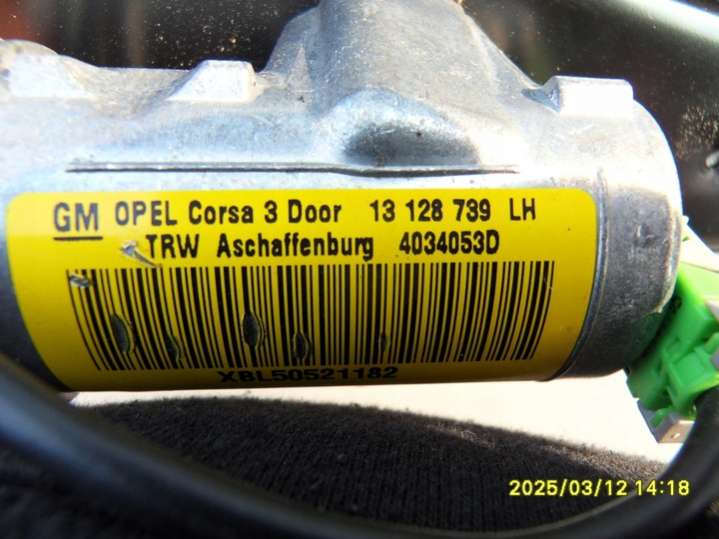 GM OPEL Corsa 3 Door 13 128 739 LH
TRW Aschaffenburg 4034053D
XBL50521182
2025/03/12 14:18